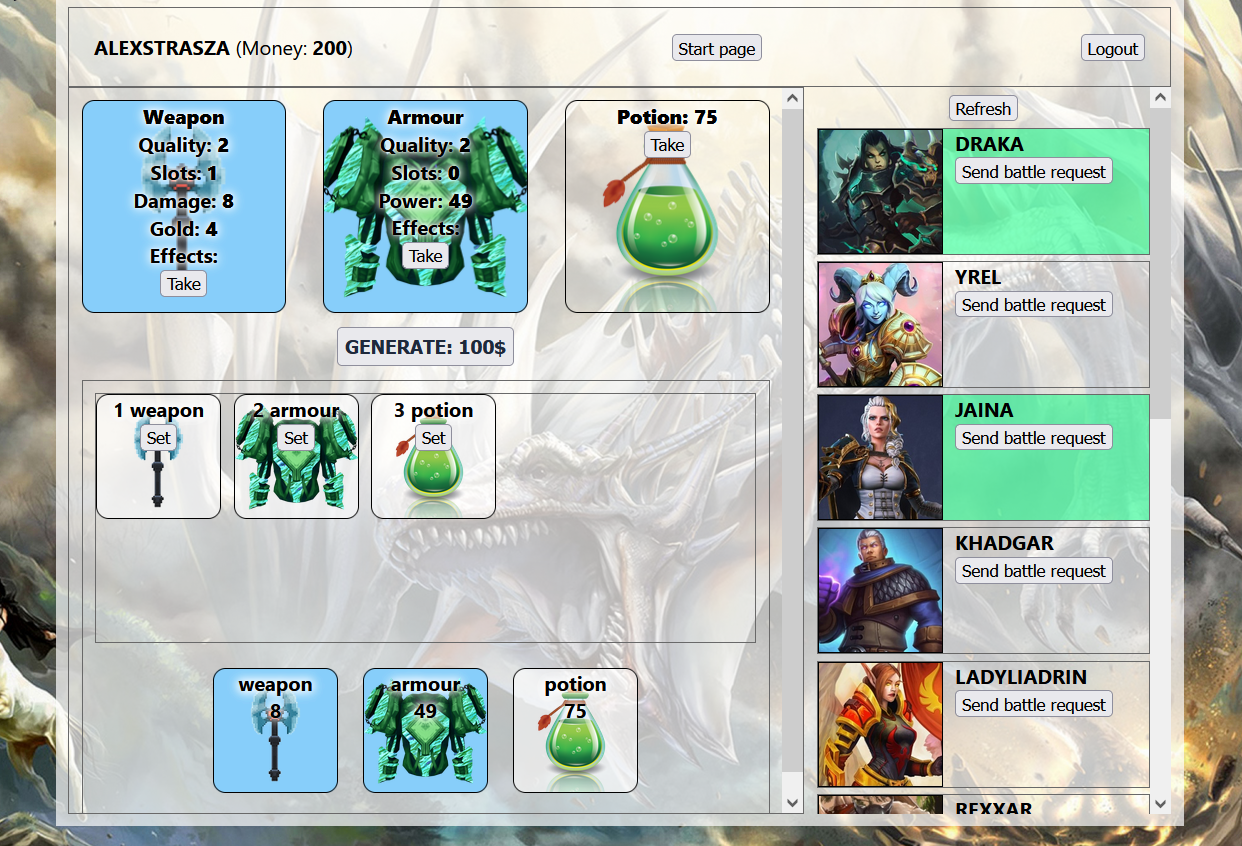 ALEXSTRASZA (Money: 200)
Start page
Logout
Weapon
Quality: 2
Slots: 1
Damage: 8
Gold: 4
Effects:
Take
Armour
Quality: 2
Slots: 0
Power: 49
Effects:
Take
Potion: 75
Take
GENERATE: 100$
1 weapon
Set
2 armour
Set
3 potion
Set
weapon
8
armour
49
potion
75
Refresh
DRAKA
Send battle request
YREL
Send battle request
JAINA
Send battle request
KHADGAR
Send battle request
LADYLIADRIN
Send battle request
REXXAR